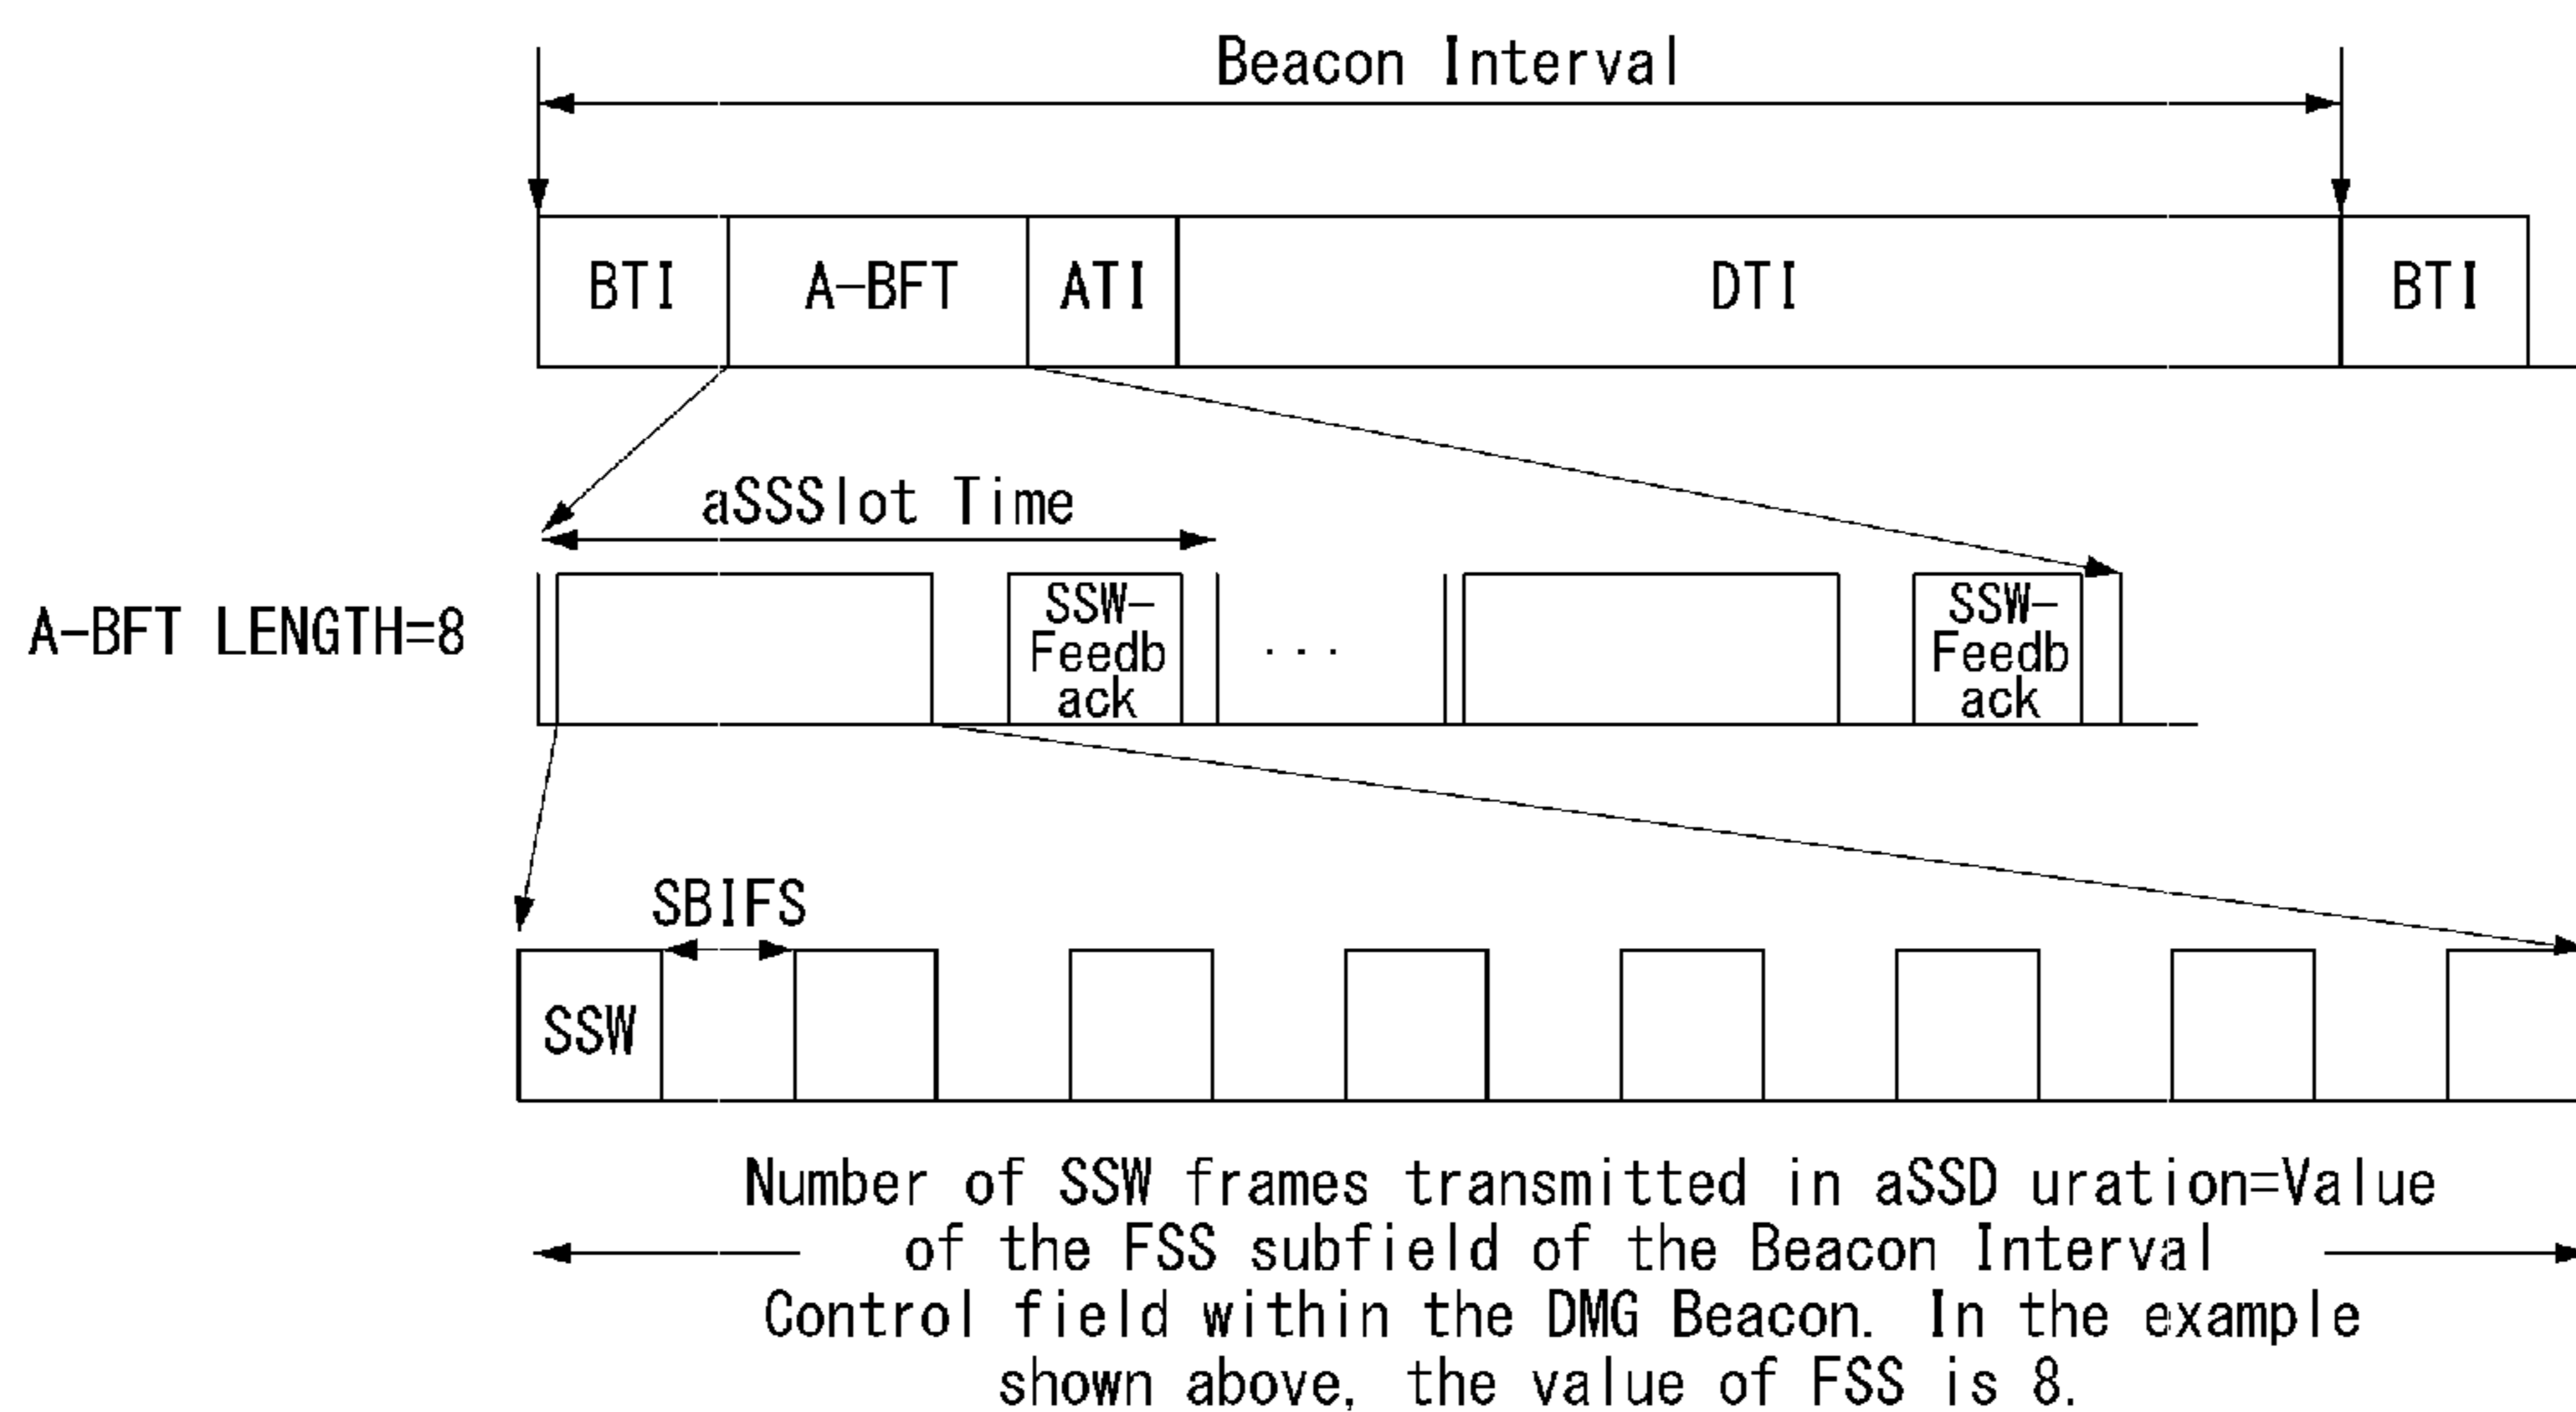 Beacon Interval
BTI
A-BFT
ATI
DTI
BTI
aSSSlot Time
A-BFT LENGTH=8
SSW-
Feedb
ack
...
SSW-
Feedb
ack
SBIFS
SSW
Number of SSW frames transmitted in aSSD uration=Value
of the FSS subfield of the Beacon Interval
Control field within the DMG Beacon. In the example
shown above, the value of FSS is 8.